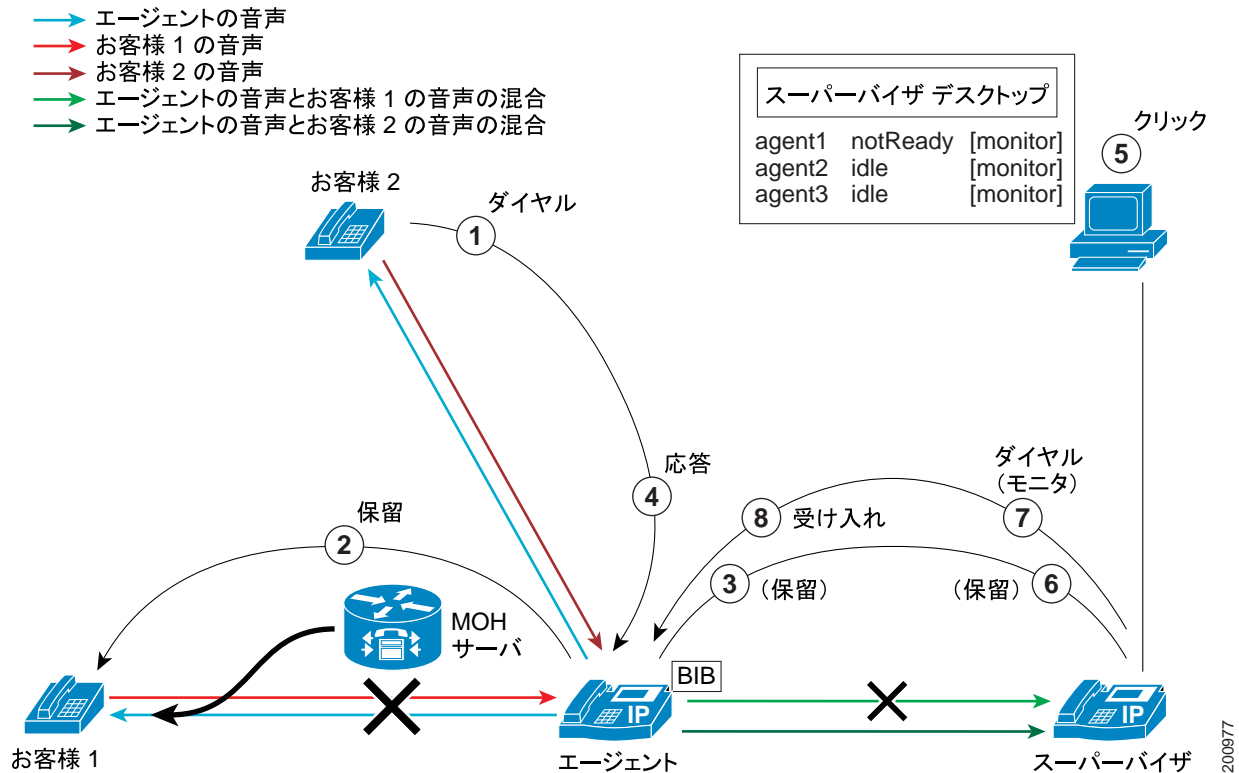 エージェントの音声
お客様 1 の音声
お客様 2 の音声
エージェントの音声とお客様 1 の音声の混合
エージェントの音声とお客様 2 の音声の混合
スーパーバイザ デスクトップ
agent1 notReady [monitor]
agent2 idle [monitor]
agent3 idle [monitor]
クリック
5
お客様 2
ダイヤル
1
応答
4
ダイヤル
（モニタ）
7
8 受け入れ
保留
2
3 （保留）
（保留） 6
MOH
サーバ
BIB
IP
IP
お客様 1
エージェント
スーパーバイザ
200977